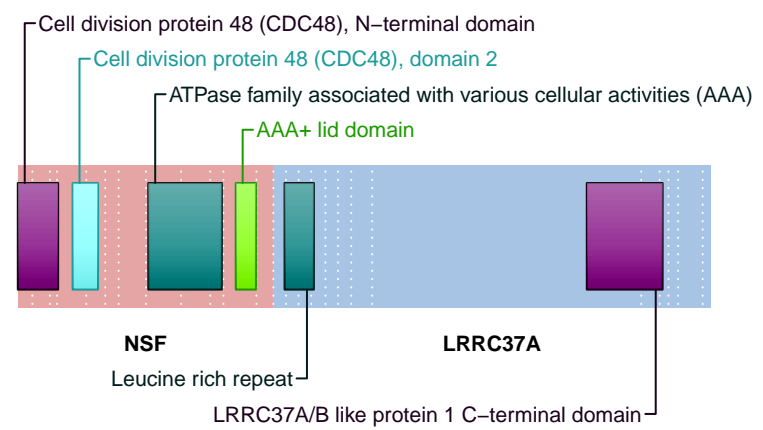 Cell division protein 48 (CDC48), N−terminal domain
Cell division protein 48 (CDC48), domain 2
ATPase family associated with various cellular activities (AAA)
AAA+ lid domain
NSF
LRRC37A
Leucine rich repeat
LRRC37A/B like protein 1 C−terminal domain